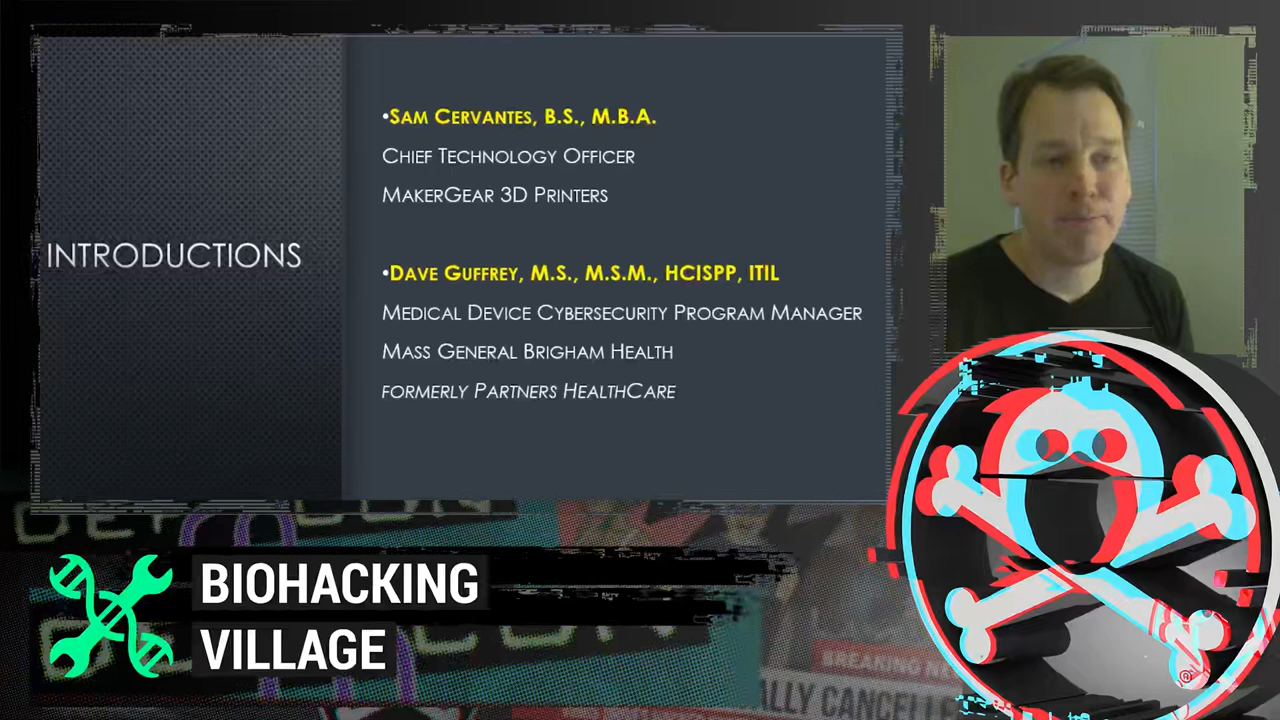 INTRODUCTIONS
•SAM CERVANTES, B.S., M.B.A.
CHIEF TECHNOLOGY OFFICER
MAKERGEAR 3D PRINTERS
•DAVE GUFFREY, M.S., M.S.M., HCISPP, ITIL
MEDICAL DEVICE CYBERSECURITY PROGRAM MANAGER
MASS GENERAL BRIGHAM HEALTH
FORMERLY PARTNERS HEALTHCARE
BIOHACKING
VILLAGE
BREAKING
®